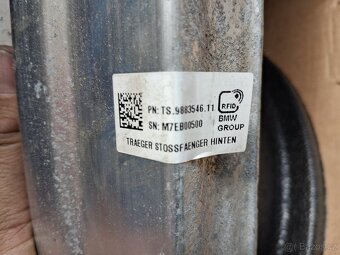 PN: TS.9883546.11
SN: M7EB00500
RFID
BMW
GROUP
TRAEGER STOSSFAENGER HINTEN